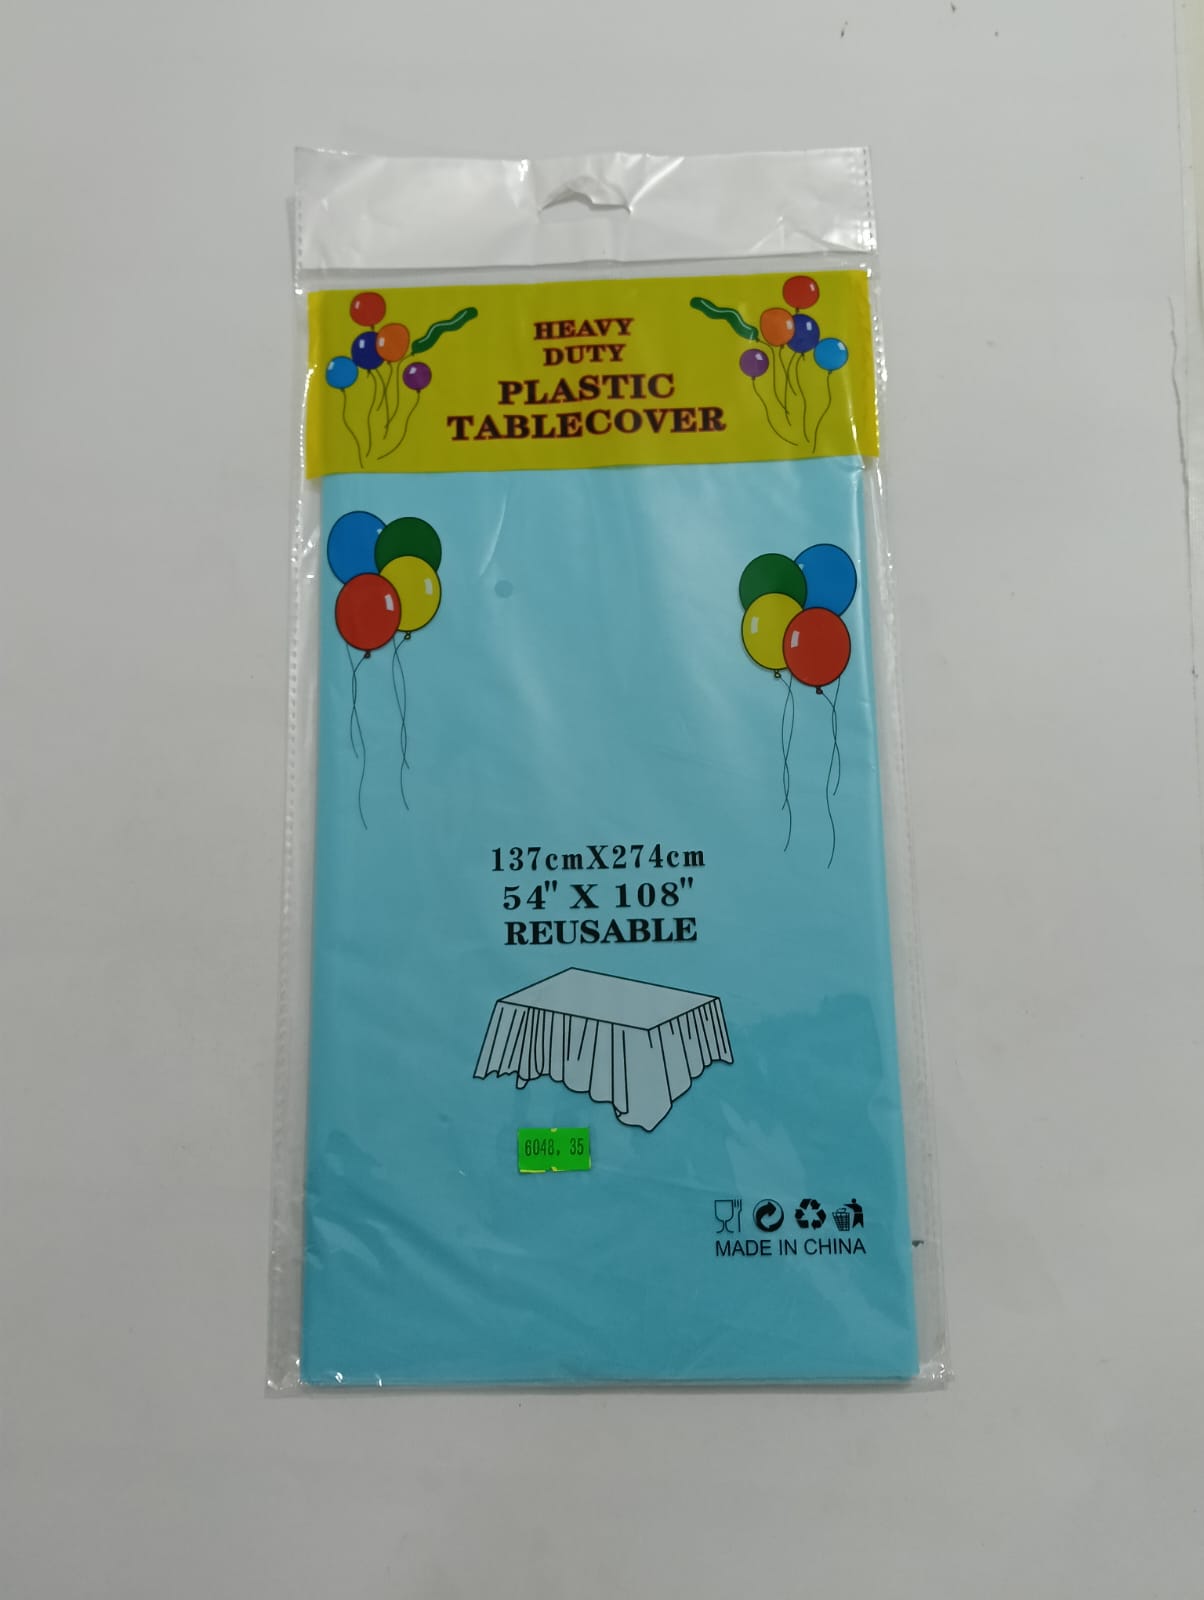 HEAVY
DUTY
PLASTIC
TABLECOVER
137cmX274cm
54" X 108"
REUSABLE
6048. 35
MADE IN CHINA